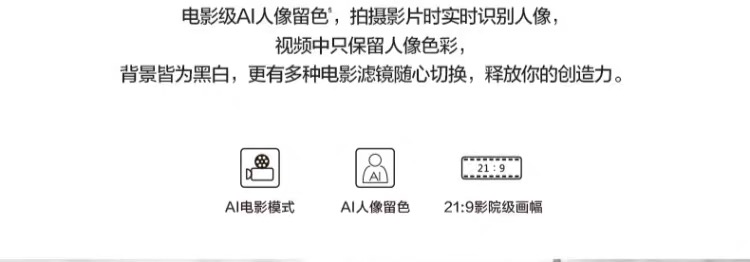 电影级AI人像留色⁶，拍摄影片时实时识别人像，
视频中只保留人像色彩，
背景皆为黑白，更有多种电影滤镜随心切换，释放你的创造力。
AI
21:9
AI电影模式
AI人像留色
21:9影院级画幅